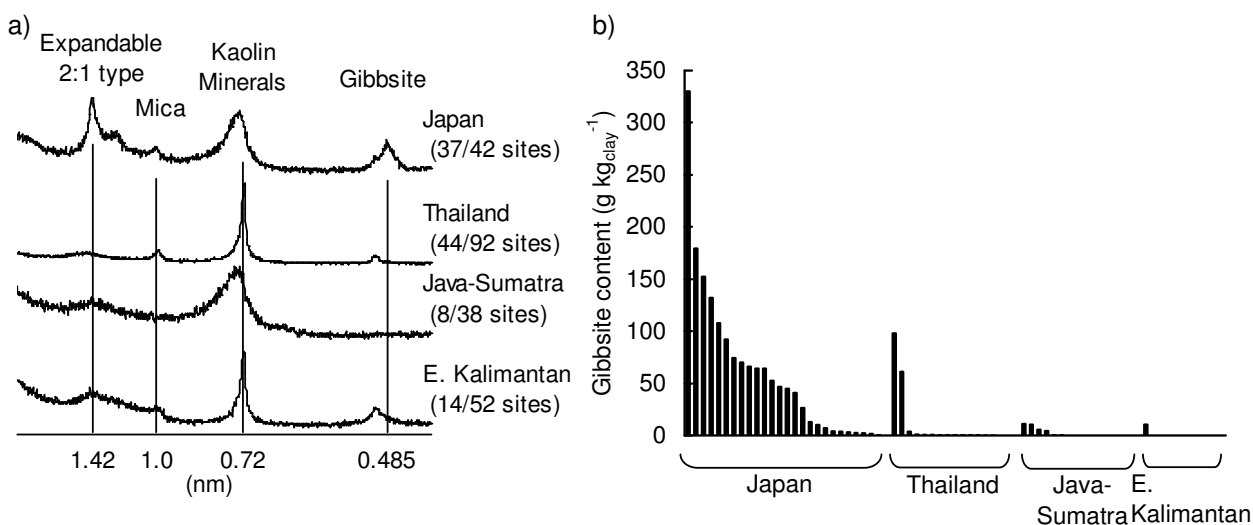 a)
Expandable
2:1 type
Mica
Kaolin
Minerals
Gibbsite
Japan
(37/42 sites)
Thailand
(44/92 sites)
Java-Sumatra
(8/38 sites)
E. Kalimantan
(14/52 sites)
1.42 1.0 0.72 0.485
(nm)
b)
Gibbsite content (g kg clay -1)
350
300
250
200
150
100
50
0
Japan
Thailand
Java-
Sumatra
E.
Kalimantan